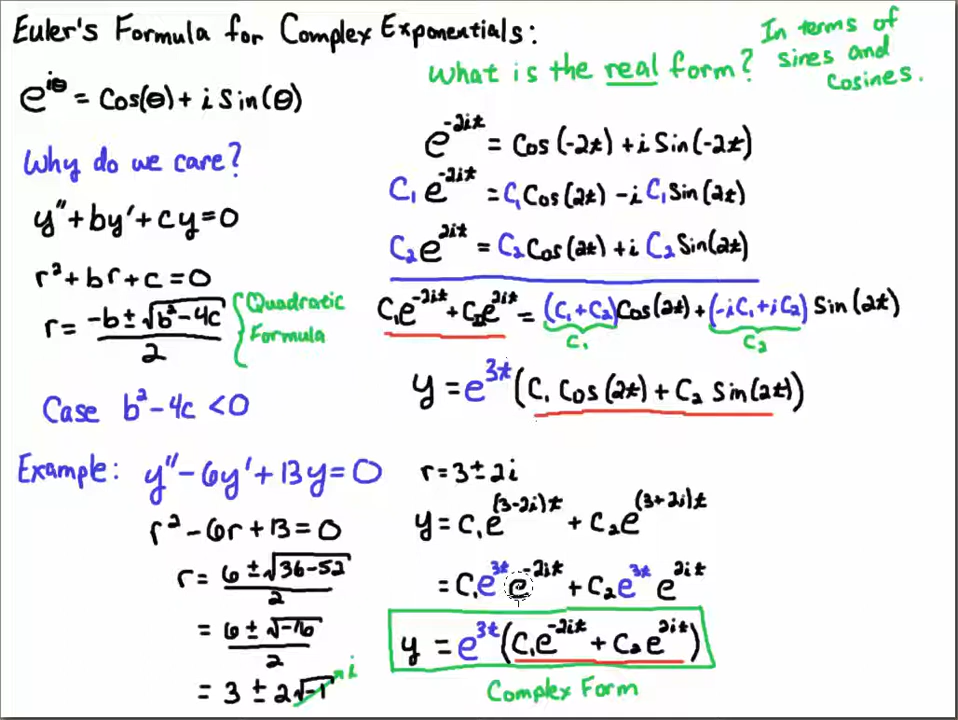 Euler's Formula for Complex Exponentials:
e^{iθ} = Cos(θ) + i Sin(θ)
Why do we care?
y'' + by' + cy = 0
r² + br + c = 0
r = (-b ± √(b² - 4c)) / 2
Quadratic
Formula
Case b² - 4c < 0
Example: y'' - 6y' + 13y = 0
r² - 6r + 13 = 0
r = (6 ± √(36 - 52)) / 2
= (6 ± √(-16)) / 2
= 3 ± 2√-1 i
What is the real form?
In terms of
sines and
cosines.
e^{-2it} = Cos(-2t) + i Sin(-2t)
C₁e^{-2it} = C₁Cos(2t) - i C₁Sin(2t)
C₂e^{2it} = C₂Cos(2t) + i C₂Sin(2t)
C₁e^{-2it} + C₂e^{2it} = (C₁ + C₂)Cos(2t) + (-iC₁ + iC₂) Sin(2t)
C₁ C₂
y = e^{3t}(C₁ Cos(2t) + C₂ Sin(2t))
r = 3 ± 2i
y = C₁e^{(3-2i)t} + C₂e^{(3+2i)t}
= C₁e^{3t}e^{-2it} + C₂e^{3t}e^{2it}
y = e^{3t}(C₁e^{-2it} + C₂e^{2it})
Complex Form